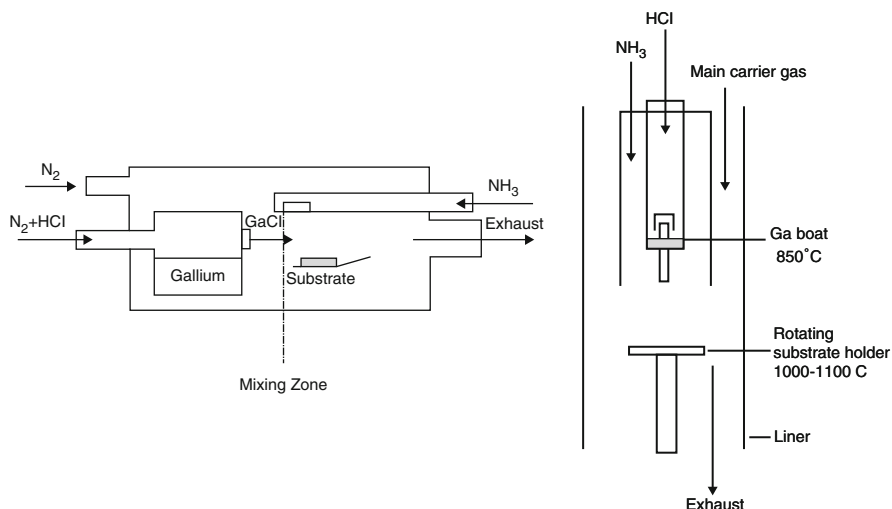 N2
N2+HCl
GaCl
NH3
Exhaust
Gallium
Substrate
Mixing Zone
HCl
NH3
Main carrier gas
Ga boat
850°C
Rotating
substrate holder
1000-1100 C
Liner
Exhaust